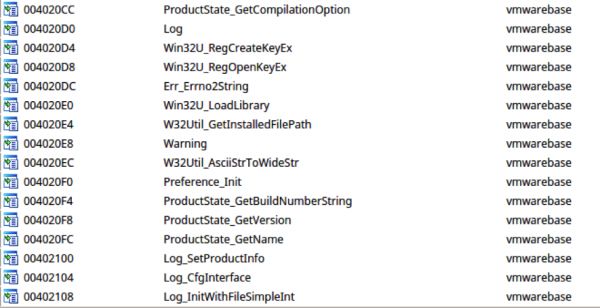 004020CC ProductState_GetCompilationOption vmwarebase
004020D0 Log vmwarebase
004020D4 Win32U_RegCreateKeyEx vmwarebase
004020D8 Win32U_RegOpenKeyEx vmwarebase
004020DC Err_Errno2String vmwarebase
004020E0 Win32U_LoadLibrary vmwarebase
004020E4 W32Util_GetInstalledFilePath vmwarebase
004020E8 Warning vmwarebase
004020EC W32Util_AsciiStrToWideStr vmwarebase
004020F0 Preference_Init vmwarebase
004020F4 ProductState_GetBuildNumberString vmwarebase
004020F8 ProductState_GetVersion vmwarebase
004020FC ProductState_GetName vmwarebase
00402100 Log_SetProductInfo vmwarebase
00402104 Log_CfgInterface vmwarebase
00402108 Log_InitWithFileSimpleInt vmwarebase